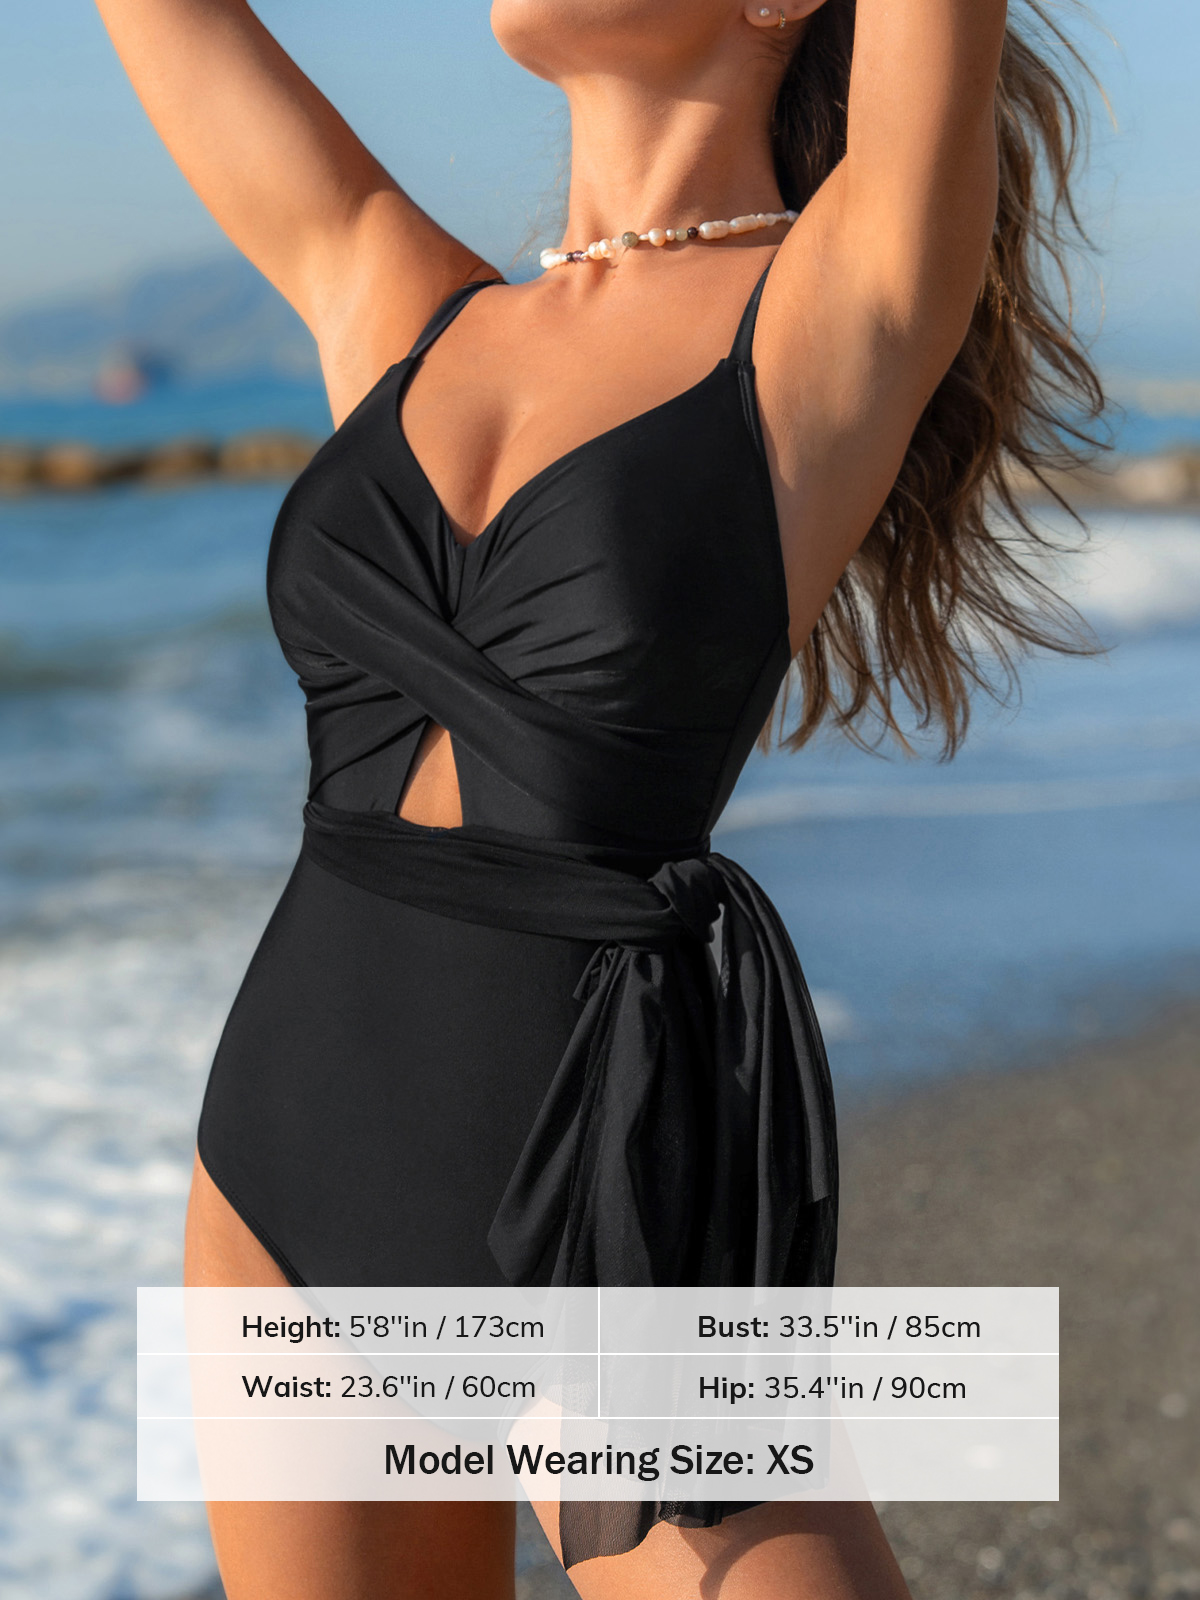 Height: 5'8''in / 173cm
Bust: 33.5''in / 85cm
Waist: 23.6''in / 60cm
Hip: 35.4''in / 90cm
Model Wearing Size: XS